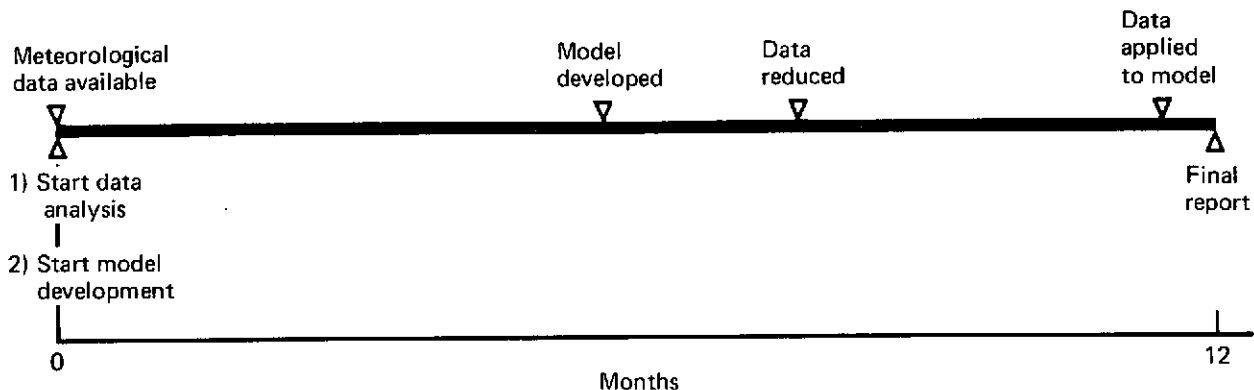 Meteorological
data available
Model
developed
Data
reduced
Data
applied
to model
1) Start data
analysis
2) Start model
development
Final
report
0
12
Months